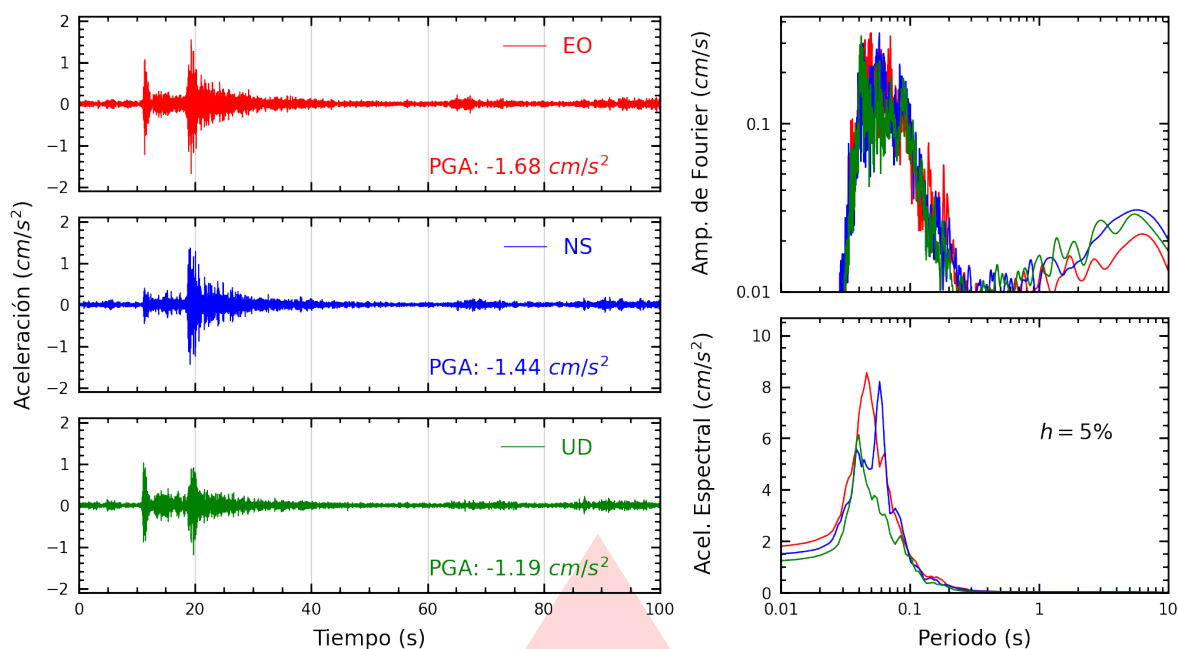 Aceleración (cm/s²)
2
1
0
−1
−2
EO
PGA: -1.68 cm/s²
2
1
0
−1
−2
NS
PGA: -1.44 cm/s²
2
1
0
−1
−2
UD
PGA: -1.19 cm/s²
0 20 40 60 80 100
Tiempo (s)
Amp. de Fourier (cm/s)
0.1
0.01
Acel. Espectral (cm/s²)
10
8
6
4
2
0
h = 5%
0.01 0.1 1 10
Periodo (s)